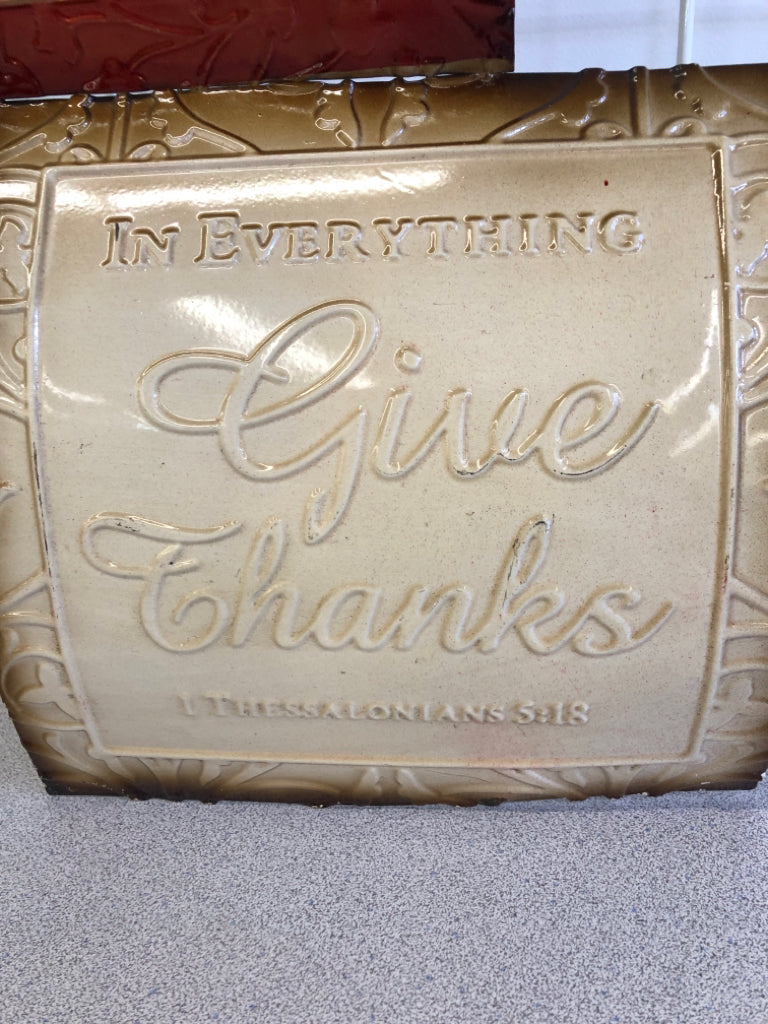 In Everything
Give
Thanks
1 Thessalonians 5:18